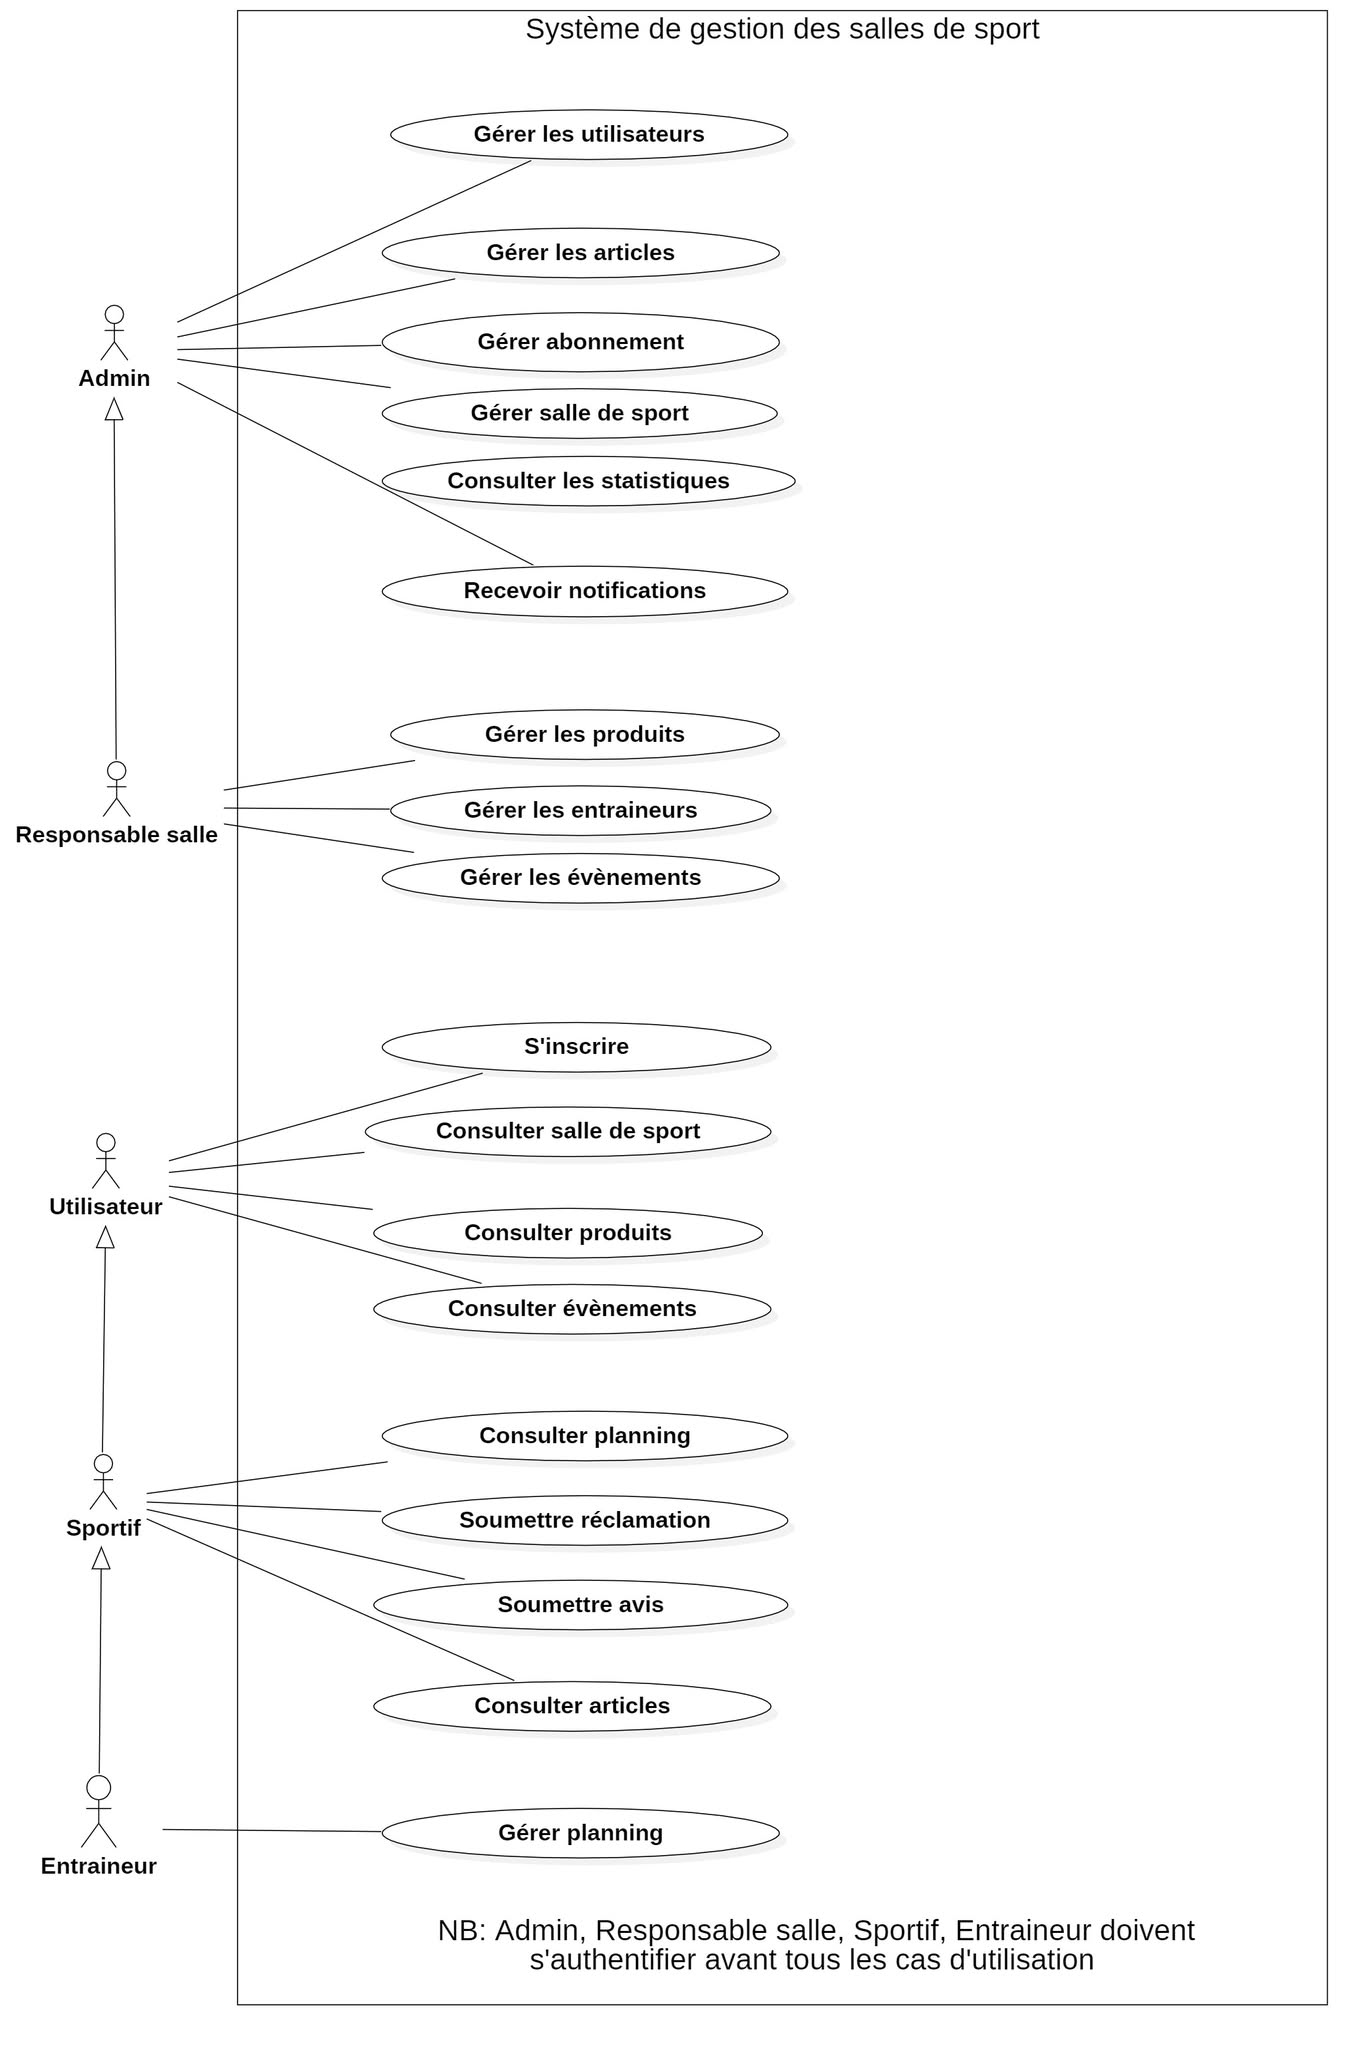 Système de gestion des salles de sport
Gérer les utilisateurs
Gérer les articles
Gérer abonnement
Admin
Gérer salle de sport
Consulter les statistiques
Recevoir notifications
Gérer les produits
Gérer les entraineurs
Responsable salle
Gérer les évènements
S'inscrire
Consulter salle de sport
Utilisateur
Consulter produits
Consulter évènements
Consulter planning
Soumettre réclamation
Sportif
Soumettre avis
Consulter articles
Gérer planning
Entraineur
NB: Admin, Responsable salle, Sportif, Entraineur doivent
s'authentifier avant tous les cas d'utilisation